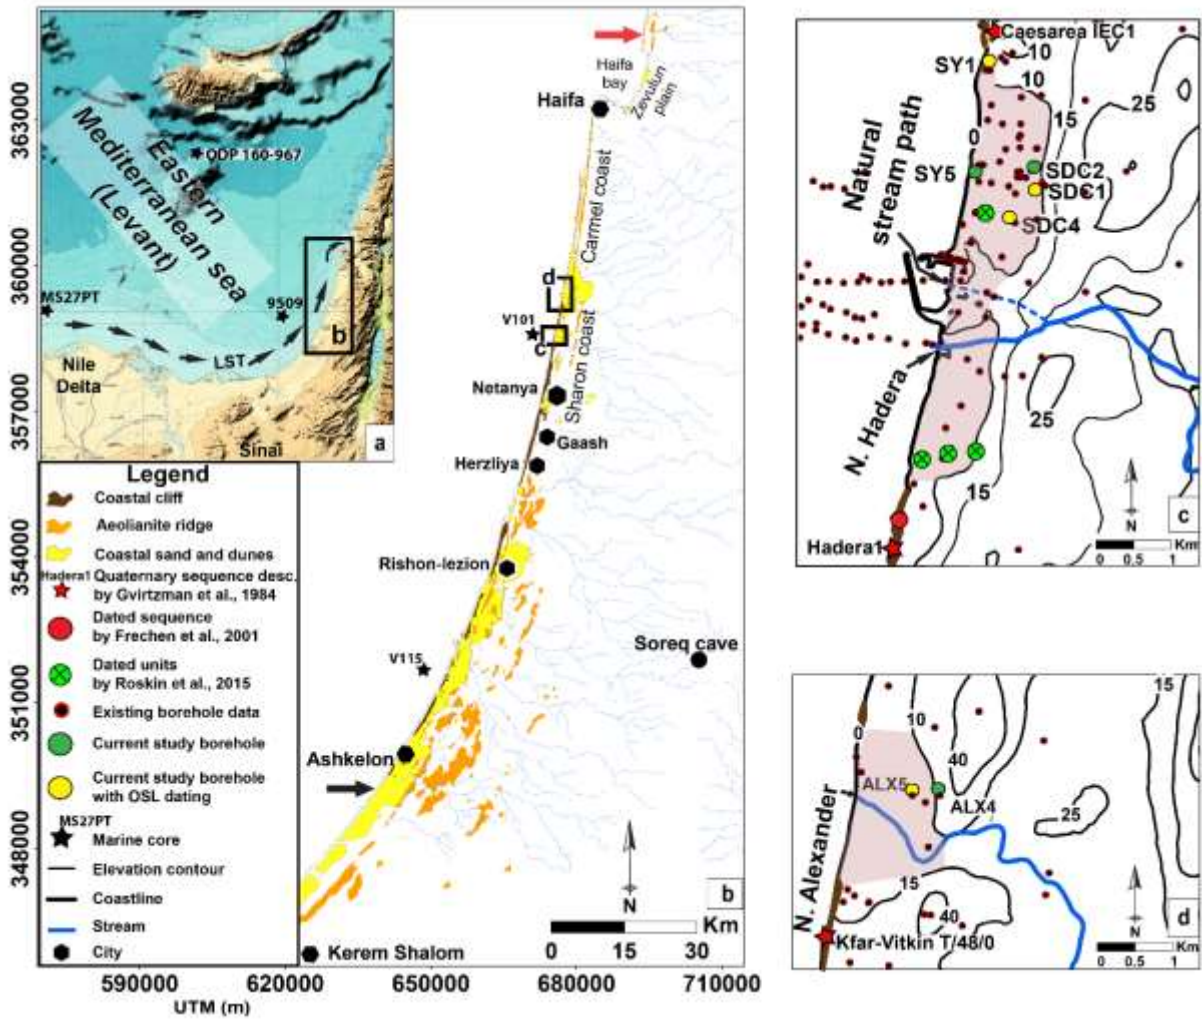 Eastern
Mediterranean sea
(Levant)
ODP 160-967
MS27PT
9509
LST
Nile
Delta
Sinai
b
a
3630000
3600000
3570000
3540000
3510000
3480000
590000
620000
650000
680000
710000
UTM (m)
Legend
Coastal cliff
Aeolianite ridge
Coastal sand and dunes
Hadera1 Quaternary sequence desc.
by Gvirtzman et al., 1984
Dated sequence
by Frechen et al., 2001
Dated units
by Roskin et al., 2015
Existing borehole data
Current study borehole
Current study borehole
with OSL dating
MS27PT
Marine core
Elevation contour
Coastline
Stream
City
Haifa
bay
Zevulun
plain
Haifa
Carmel coast
d
V101
c
Sharon coast
Netanya
Gaash
Herzliya
Rishon-lezion
Soreq cave
V115
Ashkelon
Kerem Shalom
N
b
Km
0 15 30
Caesarea IEC1
10
SY1
10
15
25
0
Natural
stream path
SY5
SDC2
SDC1
SDC4
N. Hadera
25
15
Hadera1
N
Km
0 0.5 1
c
0
10
15
40
ALX5
ALX4
25
N. Alexander
15
40
Kfar-Vitkin T/48/0
N
Km
0 0.5 1
d